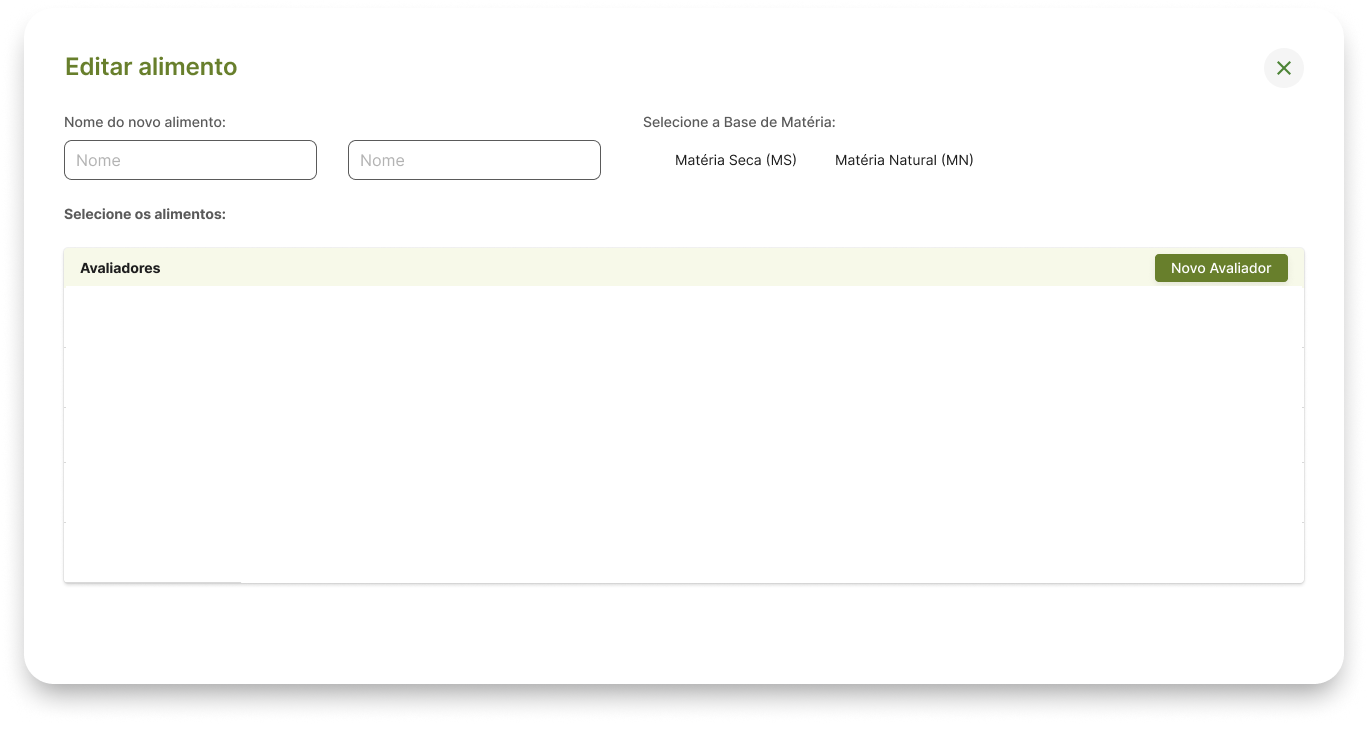 Editar alimento
Nome do novo alimento:
Selecione a Base de Matéria:
Nome
Nome
Matéria Seca (MS)
Matéria Natural (MN)
Selecione os alimentos:
Avaliadores
Novo Avaliador